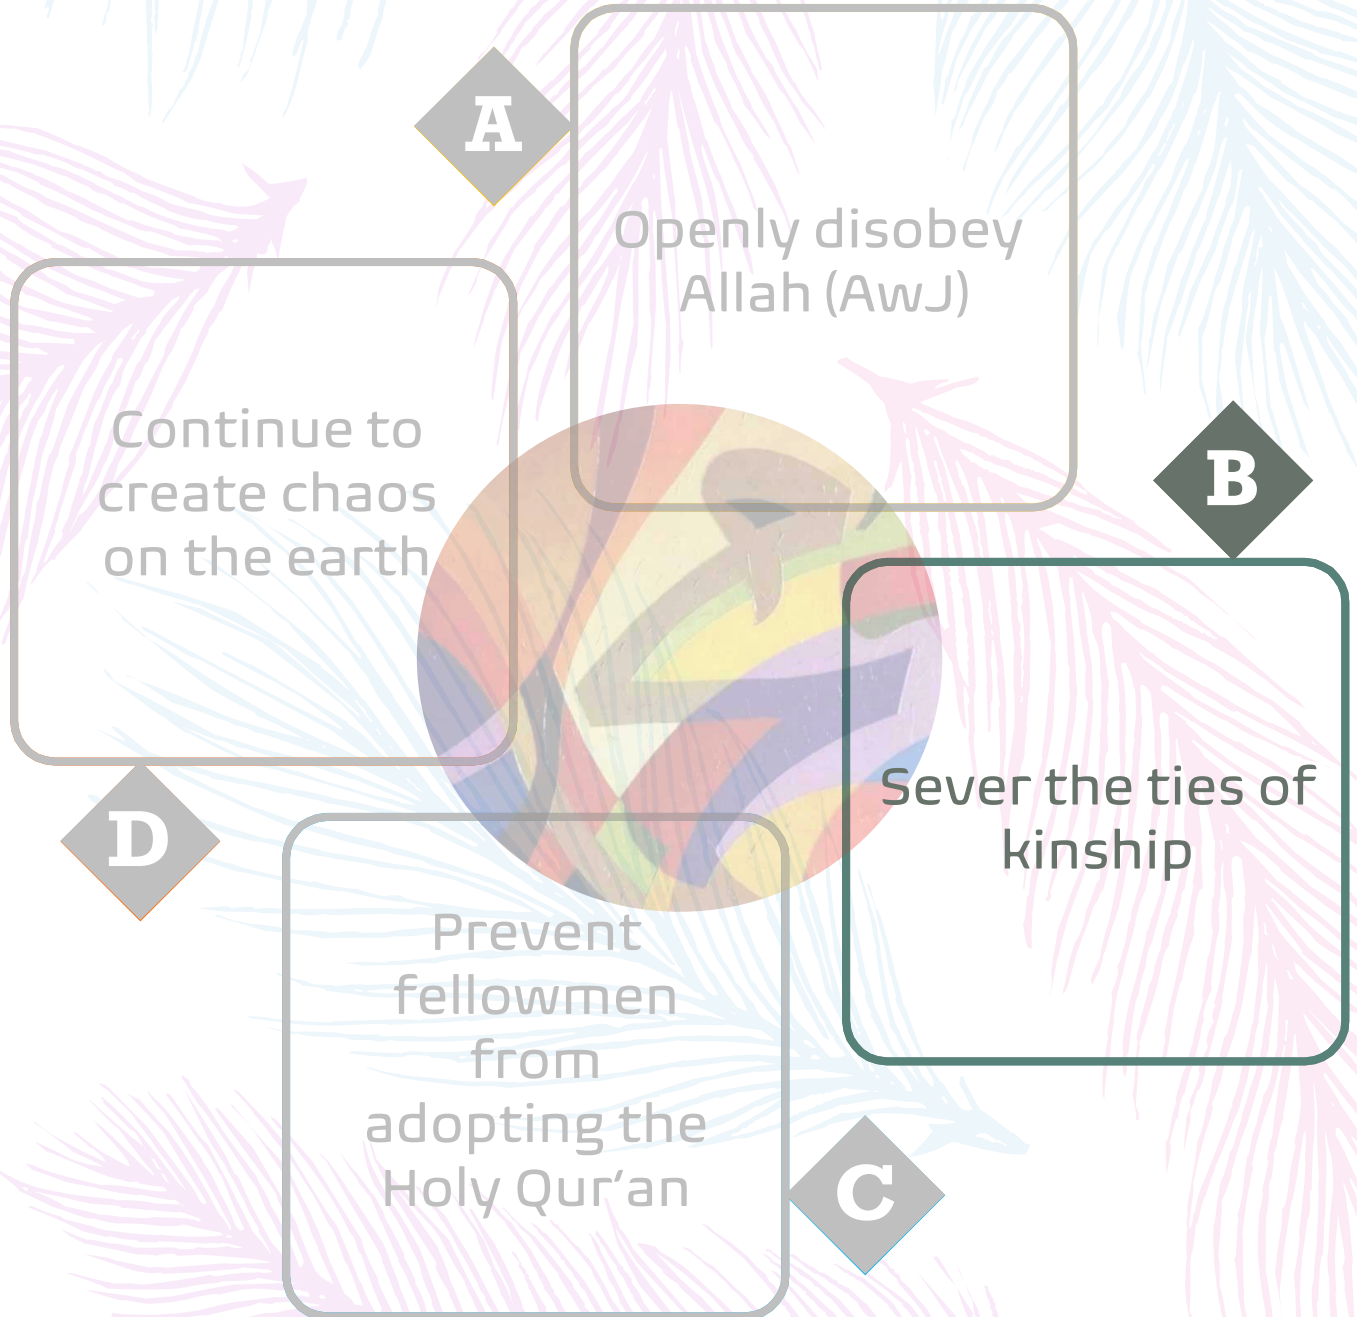 A
Openly disobey
Allah (AwJ)
B
Sever the ties of
kinship
C
Prevent
fellowmen
from
adopting the
Holy Qur’an
D
Continue to
create chaos
on the earth